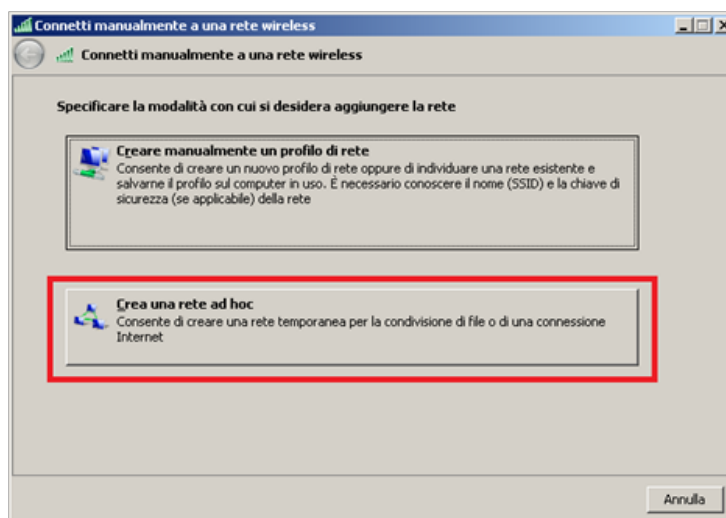 Connetti manualmente a una rete wireless
Connetti manualmente a una rete wireless
Specificare la modalità con cui si desidera aggiungere la rete
Creare manualmente un profilo di rete
Consente di creare un nuovo profilo di rete oppure di individuare una rete esistente e
salvarne il profilo sul computer in uso. È necessario conoscere il nome (SSID) e la chiave di
sicurezza (se applicabile) della rete
Crea una rete ad hoc
Consente di creare una rete temporanea per la condivisione di file o di una connessione
Internet
Annulla